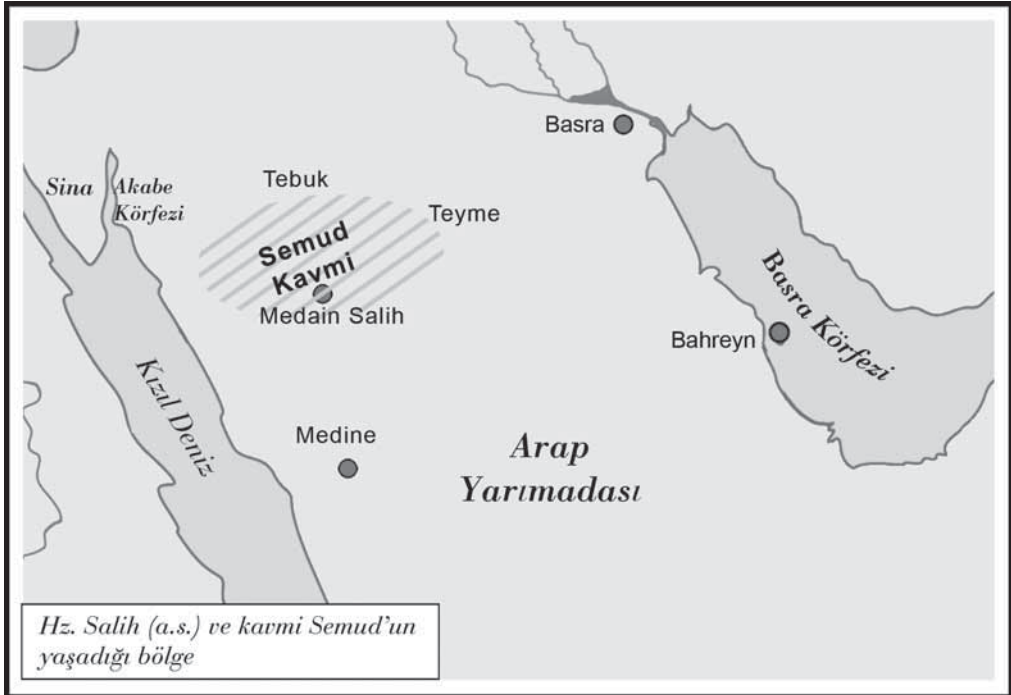 Basra
Sina
Akabe
Körfezi
Tebuk
Teyme
Semud
Kavmi
Medain Salih
Basra Körfezi
Bahreyn
Kızıl Deniz
Medine
Arap
Yarımadası
Hz. Salih (a.s.) ve kavmi Semud’un
yaşadığı bölge